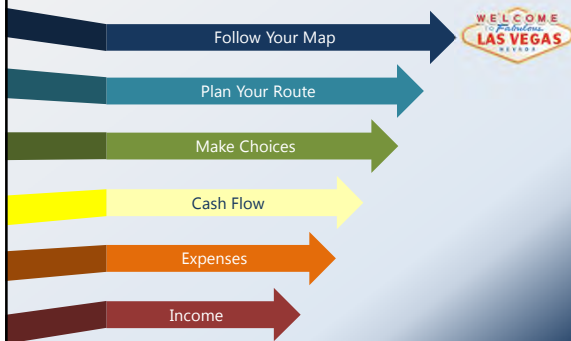 Follow Your Map
WELCOME
TO Fabulous
LAS VEGAS
NEVADA
Plan Your Route
Make Choices
Cash Flow
Expenses
Income